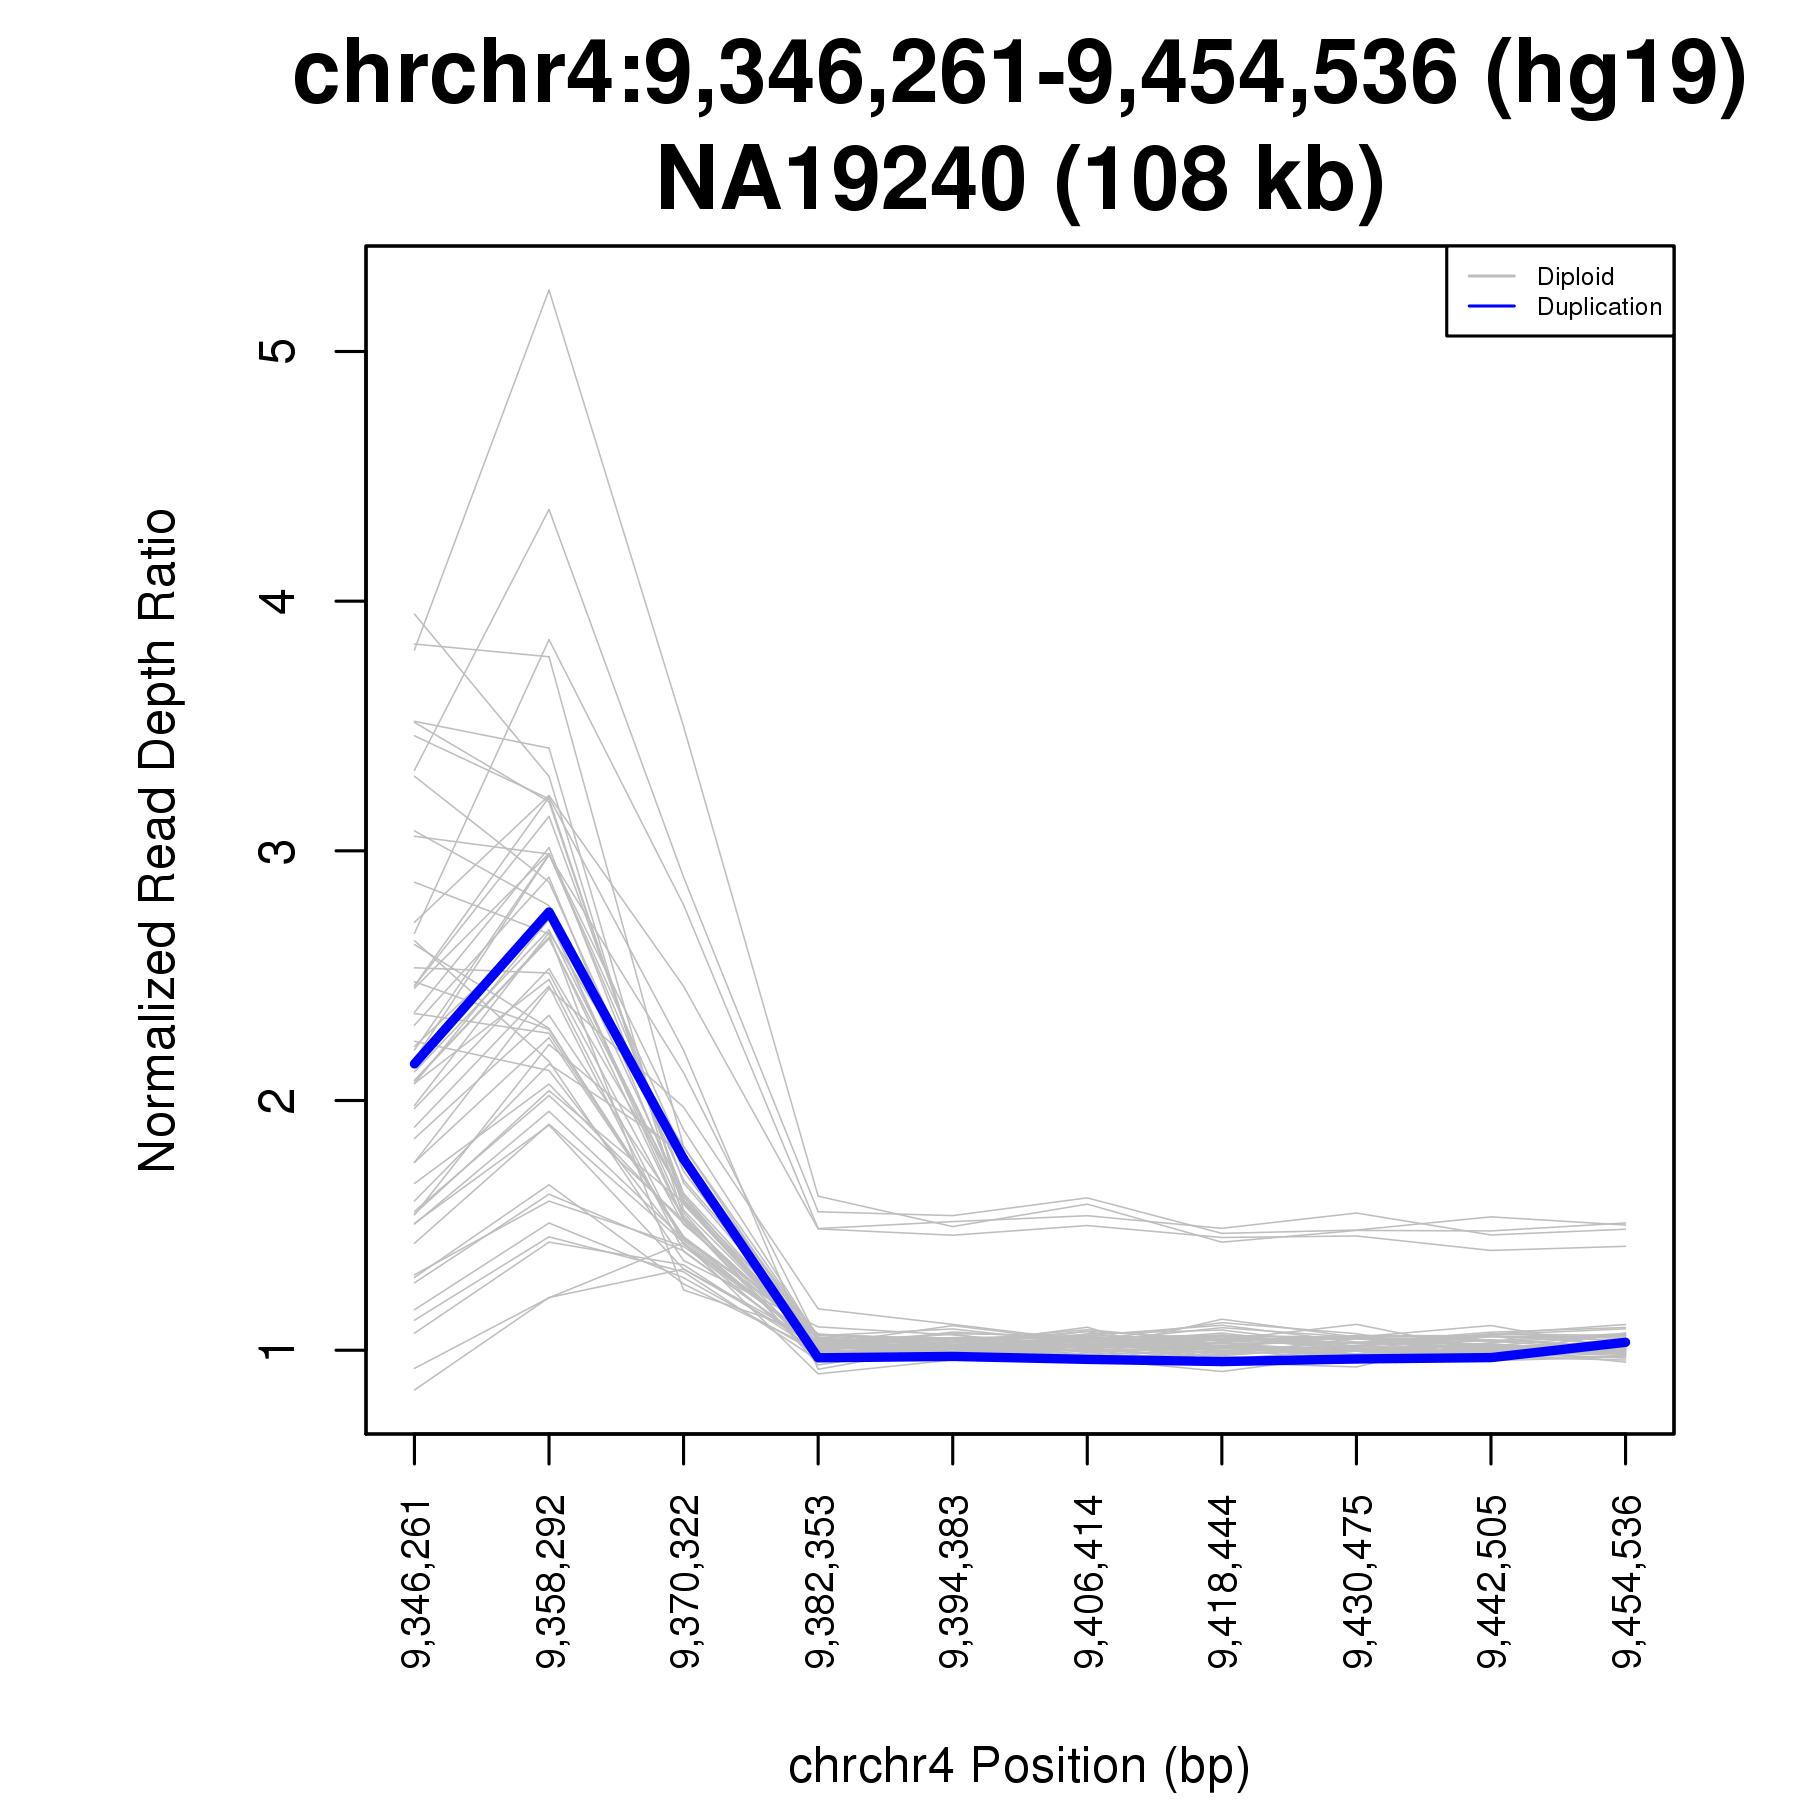 chrchr4:9,346,261-9,454,536 (hg19)
NA19240 (108 kb)
Diploid
Duplication
Normalized Read Depth Ratio
5
4
3
2
1
9,346,261
9,358,292
9,370,322
9,382,353
9,394,383
9,406,414
9,418,444
9,430,475
9,442,505
9,454,536
chrchr4 Position (bp)